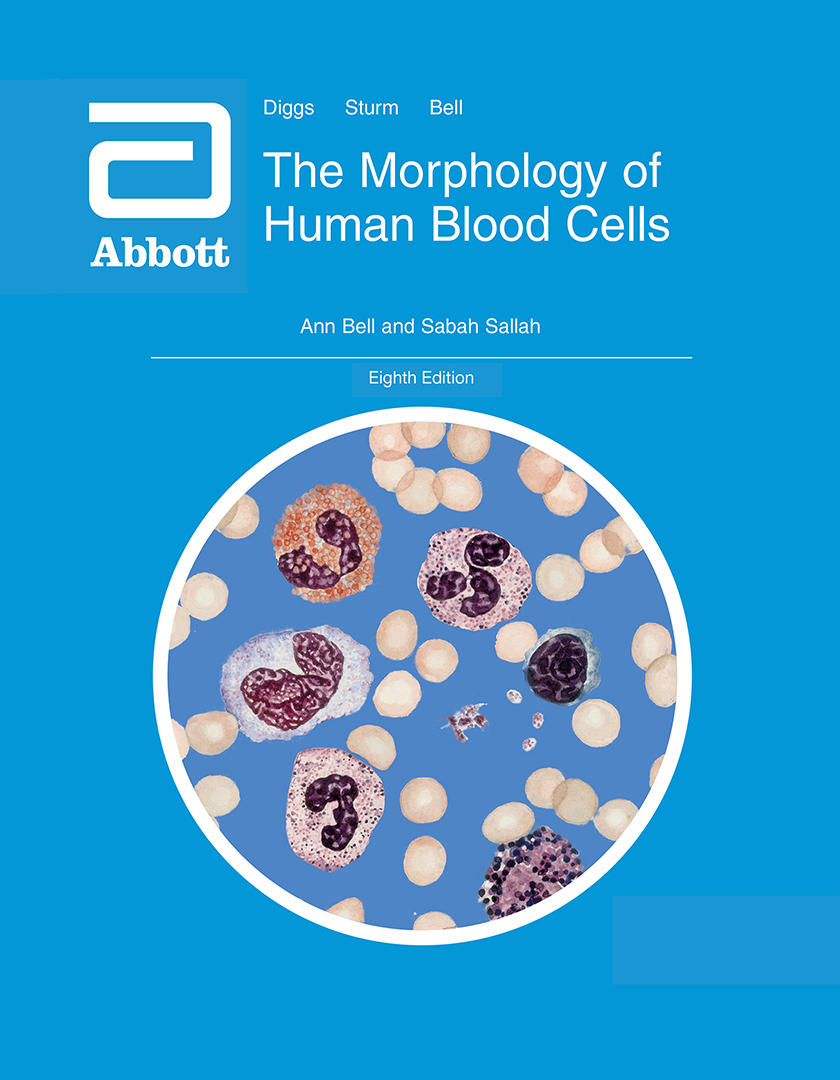 Diggs Sturm Bell
The Morphology of
Human Blood Cells
Abbott
Ann Bell and Sabah Sallah
Eighth Edition